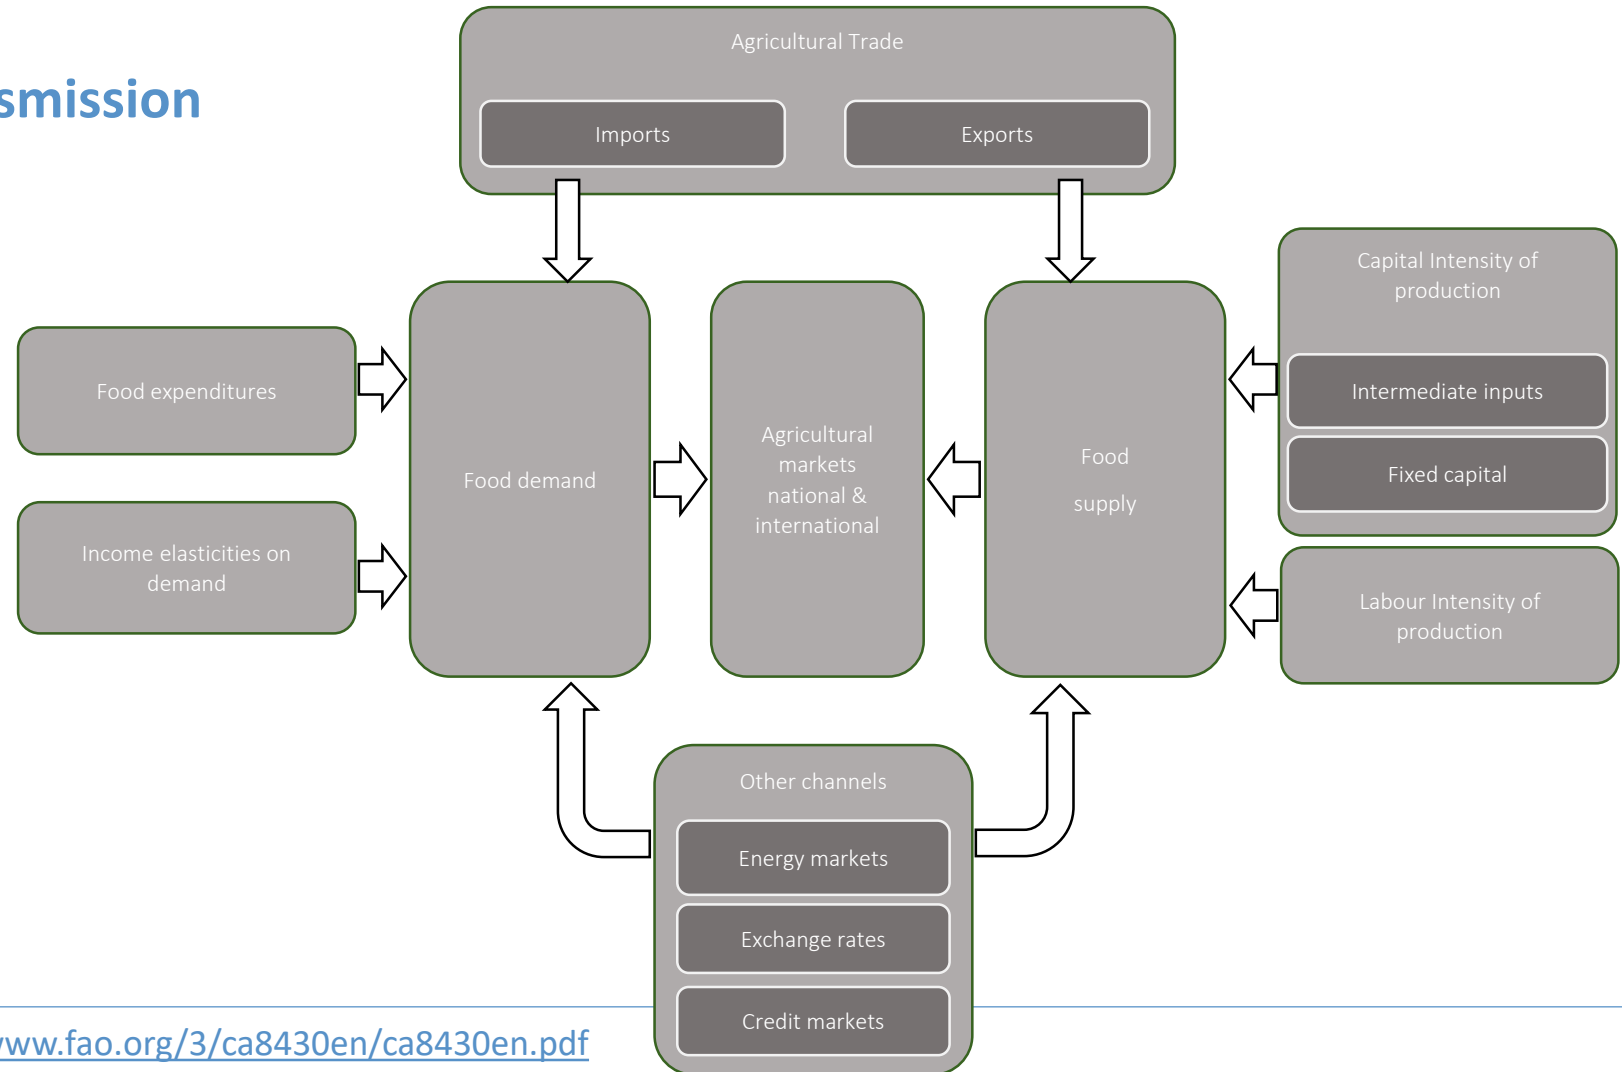 smission
Agricultural Trade
Imports
Exports
Food expenditures
Income elasticities on
demand
Food demand
Agricultural
markets
national &
international
Food
supply
Capital Intensity of
production
Intermediate inputs
Fixed capital
Labour Intensity of
production
Other channels
Energy markets
Exchange rates
Credit markets
ww.fao.org/3/ca8430en/ca8430en.pdf